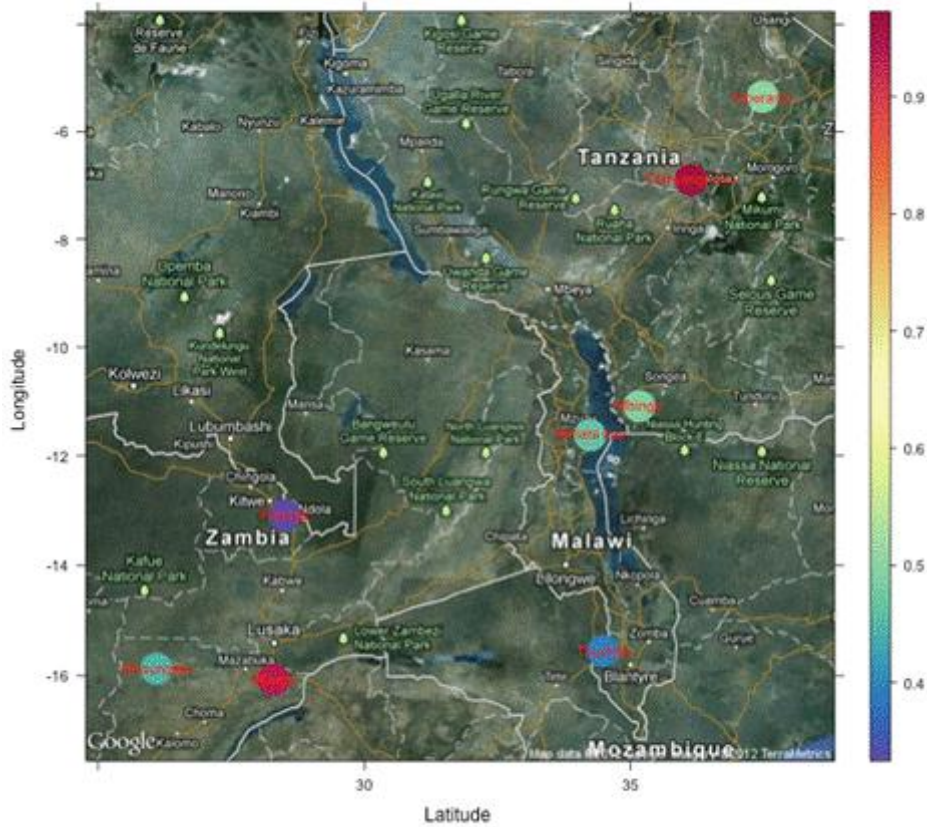 Reserve
de Faune
Kigosi Game
Reserve
Usangi
Kigoma
Tabora
Singida
Kazuramimba
Ugalla River
Game Reserve
0.9
-6
Kabalo
Nyunzu
Kalemie
Mpanda
Tanzania
Morogoro
Manono
Kiambi
Katavi
National Park
Rungwa Game
Reserve
Ruaha
National Park
Mikumi
National Park
0.8
-8
Sumbawanga
Iringa
Upemba
National Park
Uwanda Game
Reserve
Mbeya
Selous Game
Reserve
Kundelungu
National
Park West
0.7
-10
Kasama
Kolwezi
Likasi
Songea
Tunduru
Mansa
Longitude
Lubumbashi
Kipushi
Bangweulu
Game Reserve
North Luangwa
National Park
Mbinga
Niassa Hunting
Block E
0.6
-12
Niassa National
Reserve
Chingola
Kitwe
Ndola
South Luangwa
National Park
Lichinga
Zambia
Chipata
Malawi
0.5
-14
Kafue
National Park
Kabwe
Lilongwe
Nkopola
Cuamba
Lusaka
Lower Zambezi
National Park
Zomba
Gurue
Mazabuka
-16
Tete
Blantyre
0.4
Choma
Google
Kalomo
Mozambique
30
35
Latitude